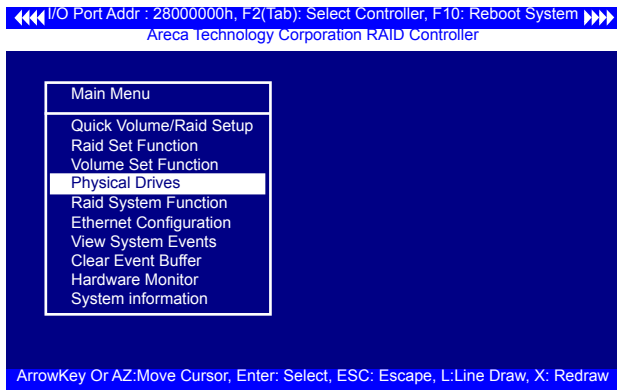 I/O Port Addr : 28000000h, F2(Tab): Select Controller, F10: Reboot System
Areca Technology Corporation RAID Controller
Main Menu
Quick Volume/Raid Setup
Raid Set Function
Volume Set Function
Physical Drives
Raid System Function
Ethernet Configuration
View System Events
Clear Event Buffer
Hardware Monitor
System information
ArrowKey Or AZ:Move Cursor, Enter: Select, ESC: Escape, L:Line Draw, X: Redraw